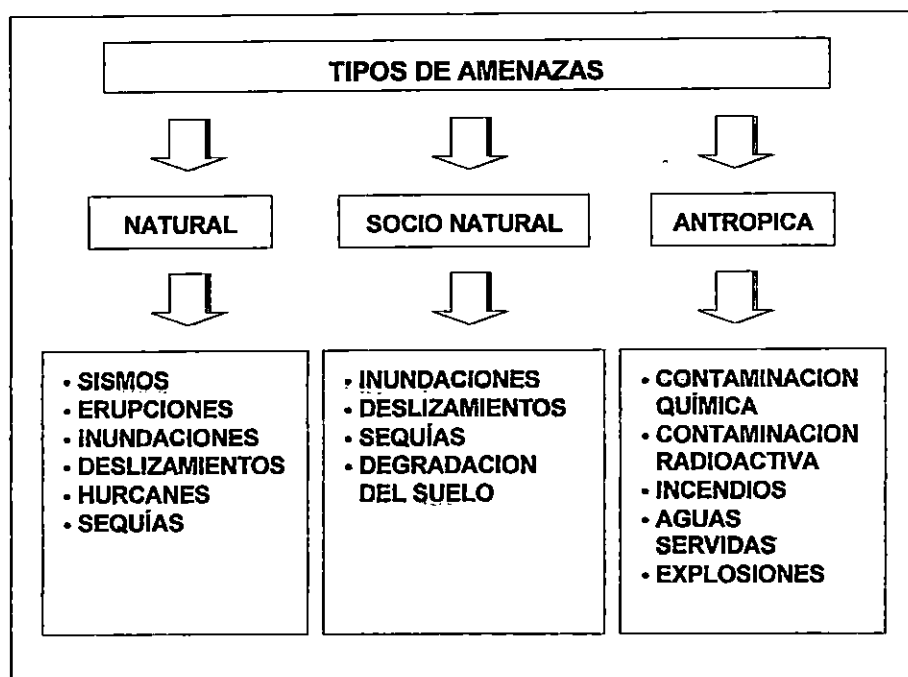 TIPOS DE AMENAZAS
NATURAL
SOCIO NATURAL
ANTROPICA
• SISMOS
• ERUPCIONES
• INUNDACIONES
• DESLIZAMIENTOS
• HURCANES
• SEQUÍAS
• INUNDACIONES
• DESLIZAMIENTOS
• SEQUÍAS
• DEGRADACION
DEL SUELO
• CONTAMINACION
QUÍMICA
• CONTAMINACION
RADIOACTIVA
• INCENDIOS
• AGUAS
SERVIDAS
• EXPLOSIONES